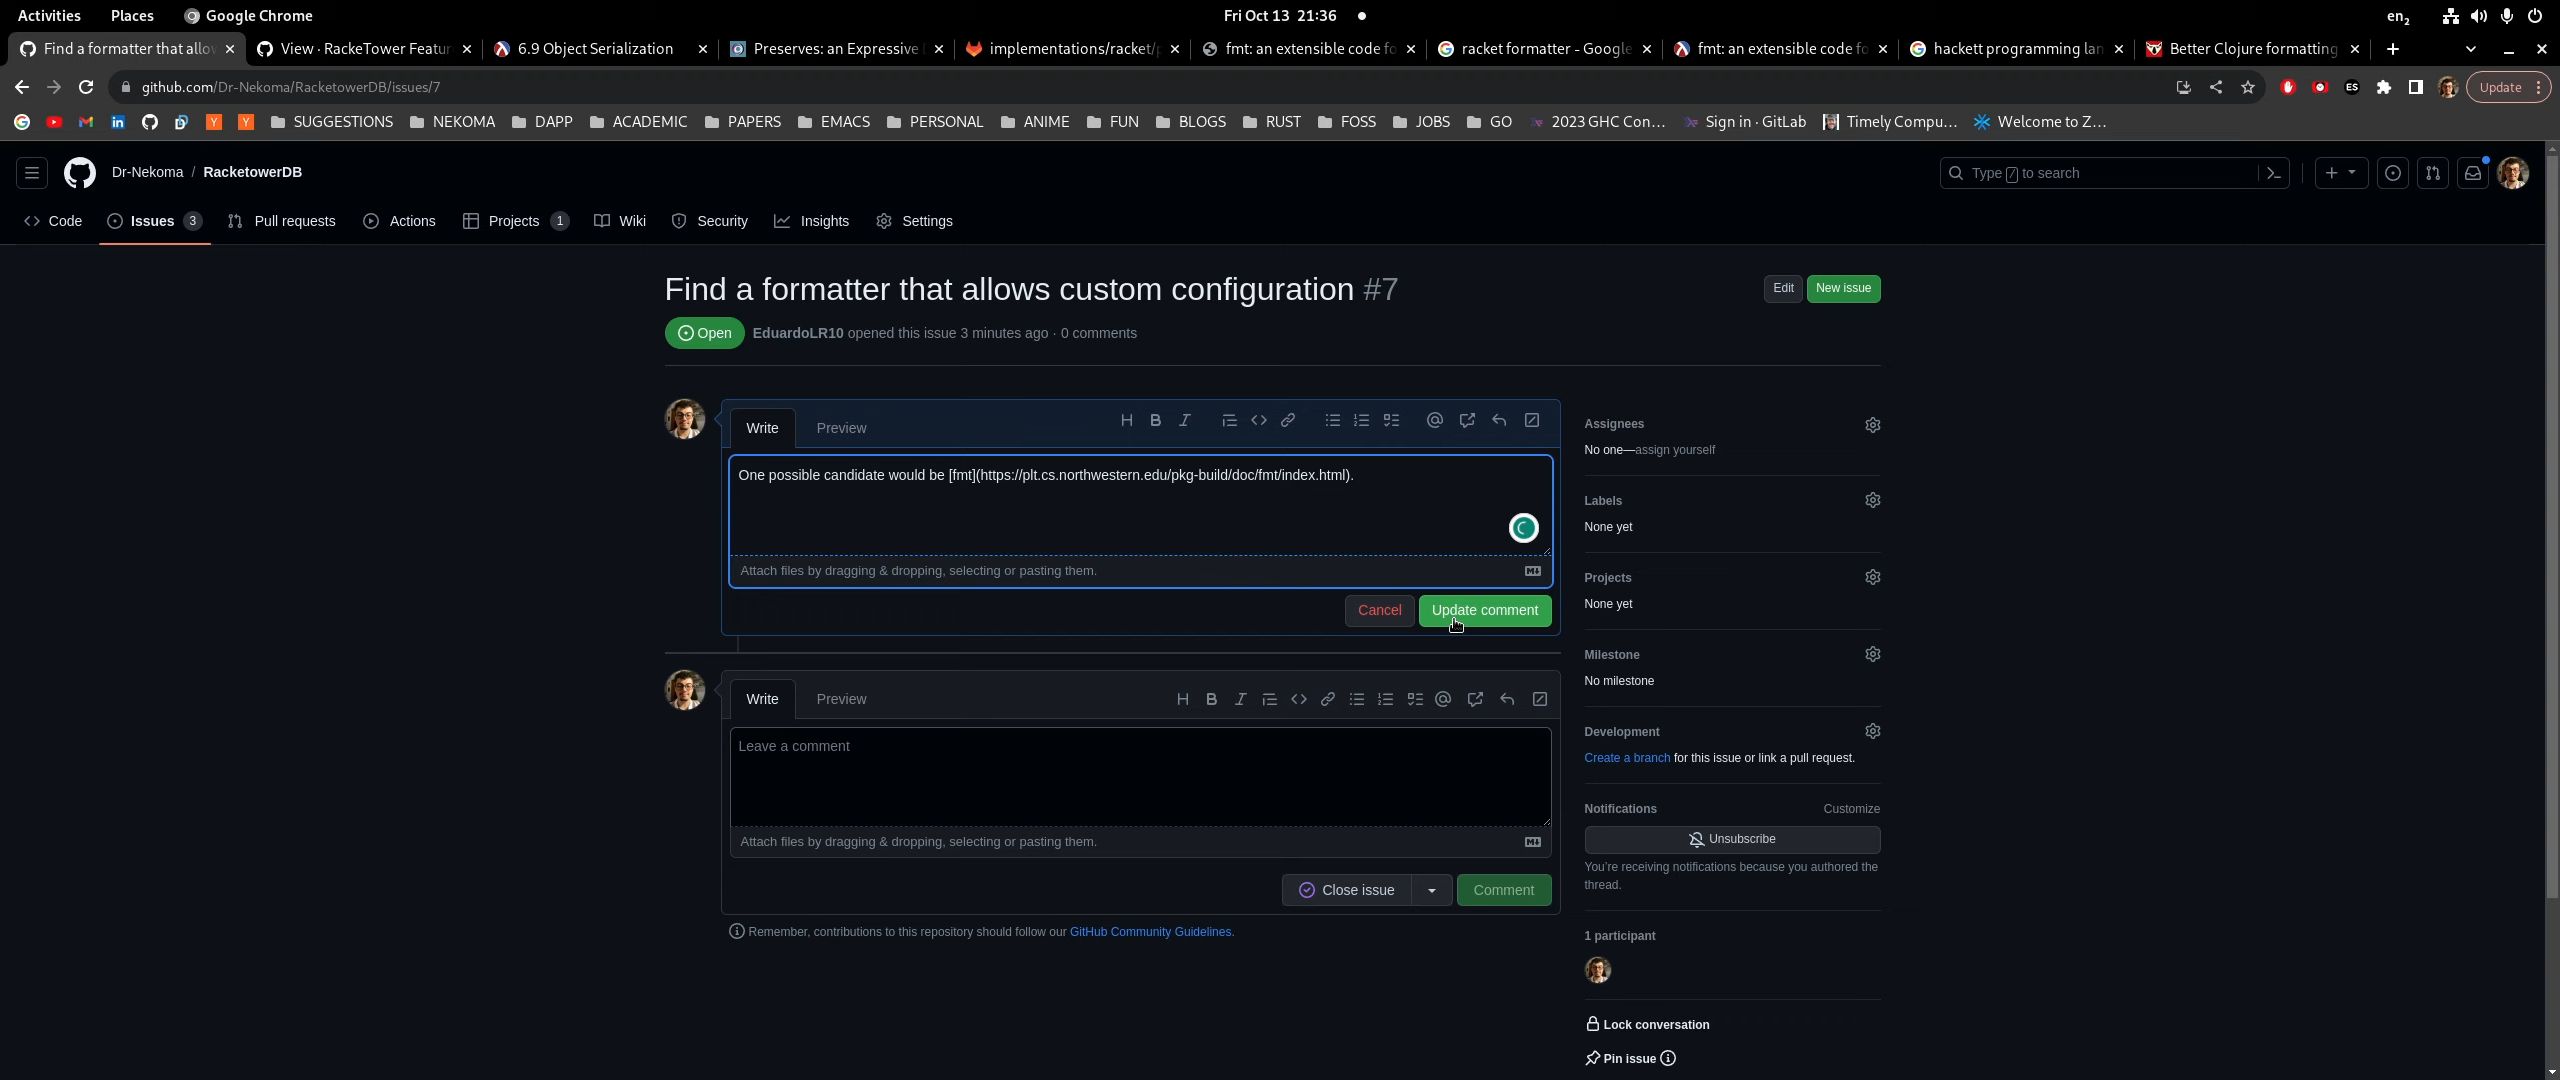 Activities Places Google Chrome Fri Oct 13 21:36 en2
Find a formatter that allo View · RackeTower Featur 6.9 Object Serialization Preserves: an Expressive implementations/racket/p fmt: an extensible code fo racket formatter - Google fmt: an extensible code fo hackett programming lan Better Clojure formatting
github.com/Dr-Nekoma/RacketowerDB/issues/7 ES Update
SUGGESTIONS NEKOMA DAPP ACADEMIC PAPERS EMACS PERSONAL ANIME FUN BLOGS RUST FOSS JOBS GO 2023 GHC Con... Sign in · GitLab Timely Compu... Welcome to Z...
Dr-Nekoma / RacketowerDB Type / to search
Code Issues 3 Pull requests Actions Projects 1 Wiki Security Insights Settings
Find a formatter that allows custom configuration #7 Edit New issue
Open EduardoLR10 opened this issue 3 minutes ago · 0 comments
Write Preview
One possible candidate would be [fmt](https://plt.cs.northwestern.edu/pkg-build/doc/fmt/index.html).
Attach files by dragging & dropping, selecting or pasting them.
Cancel Update comment
Write Preview
Leave a comment
Attach files by dragging & dropping, selecting or pasting them.
Close issue Comment
Remember, contributions to this repository should follow our GitHub Community Guidelines.
Assignees
No one—assign yourself
Labels
None yet
Projects
None yet
Milestone
No milestone
Development
Create a branch for this issue or link a pull request.
Notifications Customize
Unsubscribe
You're receiving notifications because you authored the
thread.
1 participant
Lock conversation
Pin issue